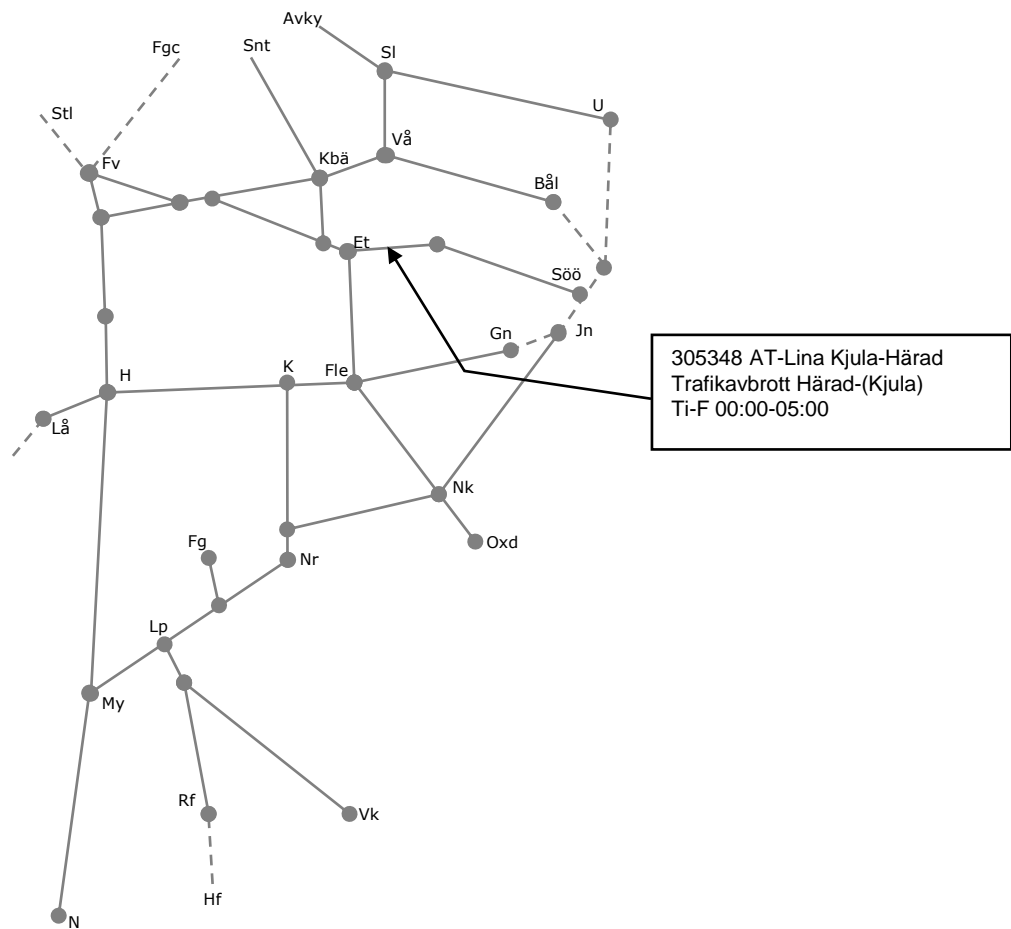 Avky
Fgc
Snt
Sl
Stl
U
Vå
Fv
Kbä
Bål
Et
Söö
Gn
Jn
H
K
Fle
305348 AT-Lina Kjula-Härad
Trafikavbrott Härad-(Kjula)
Ti-F 00:00-05:00
Lå
Nk
Fg
Oxd
Nr
Lp
My
Rf
Vk
Hf
N